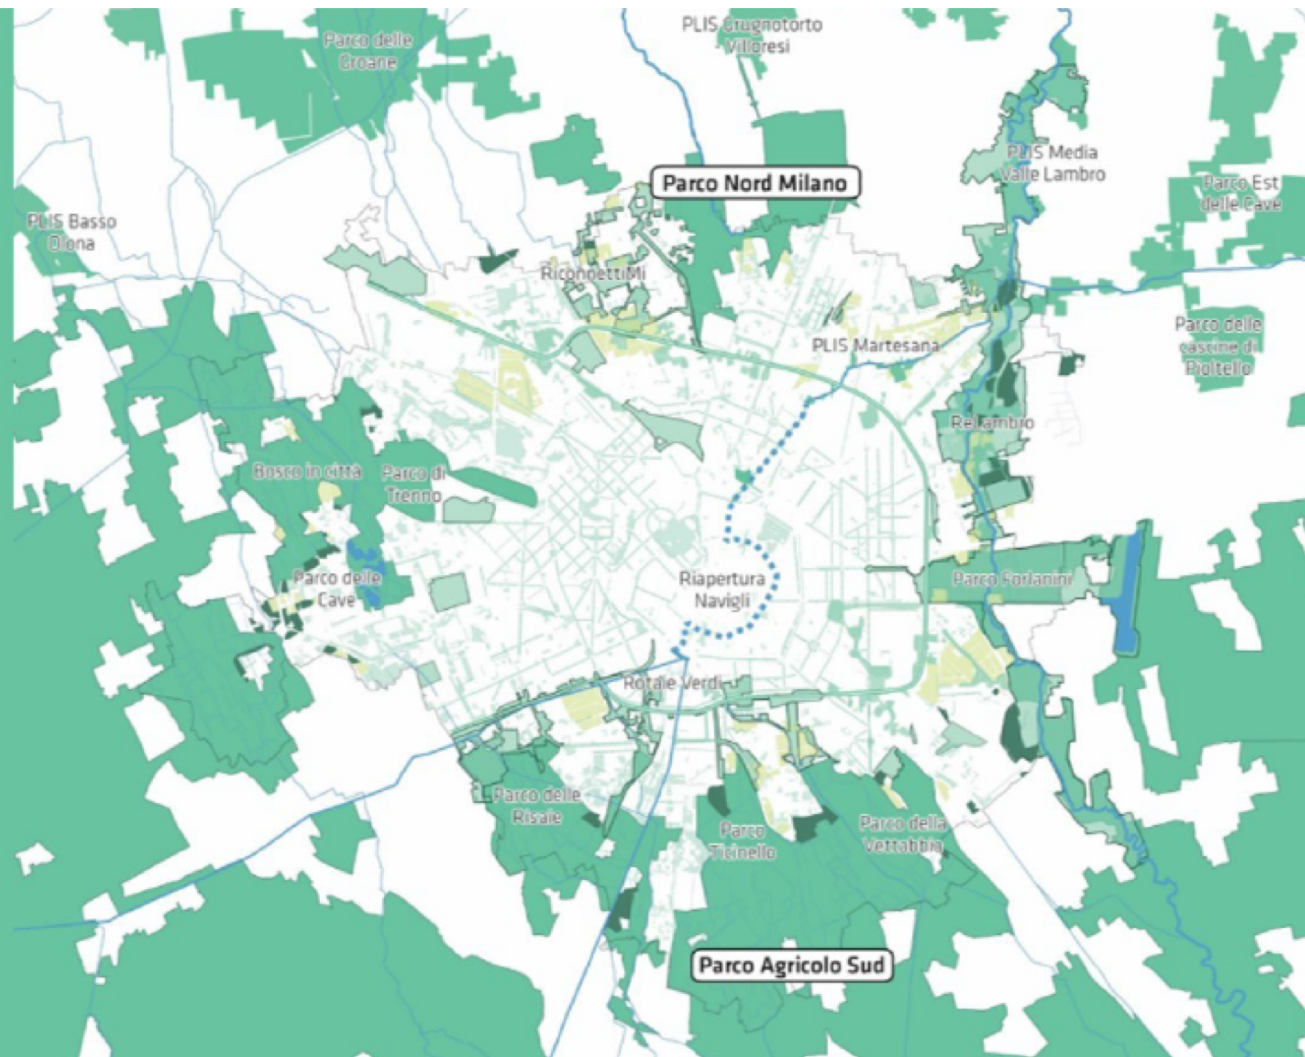 PLIS Grugnotorto
Villoresi
Parco delle
Groane
PLIS Media
Valle Lambro
Parco Nord Milano
Parco Est
delle Cave
PLIS Basso
Olona
RiconnettiMi
Parco delle
cascine di
Pioltello
PLIS Martesana
ReLambro
Bosco in città
Parco di
Trenno
Parco delle
Cave
Riapertura
Navigli
Parco Forlanini
Rotaie Verdi
Parco delle
Risaie
Parco
Ticinello
Parco della
Vettabbia
Parco Agricolo Sud